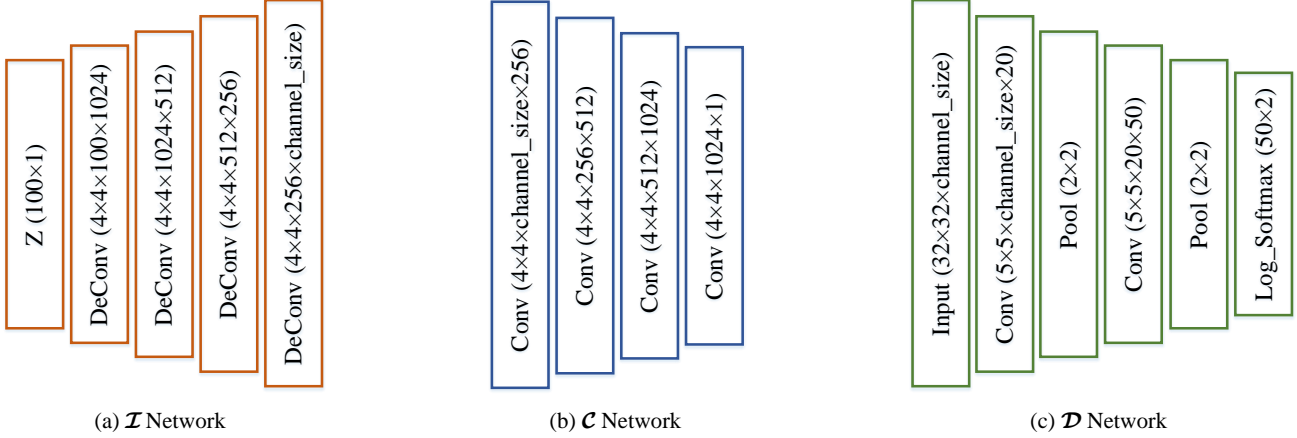 Z (100×1)
DeConv (4×4×100×1024)
DeConv (4×4×1024×512)
DeConv (4×4×512×256)
DeConv (4×4×256×channel_size)
(a) 𝓘 Network
Conv (4×4×channel_size×256)
Conv (4×4×256×512)
Conv (4×4×512×1024)
Conv (4×4×1024×1)
(b) 𝓒 Network
Input (32×32×channel_size)
Conv (5×5×channel_size×20)
Pool (2×2)
Conv (5×5×20×50)
Pool (2×2)
Log_Softmax (50×2)
(c) 𝓓 Network